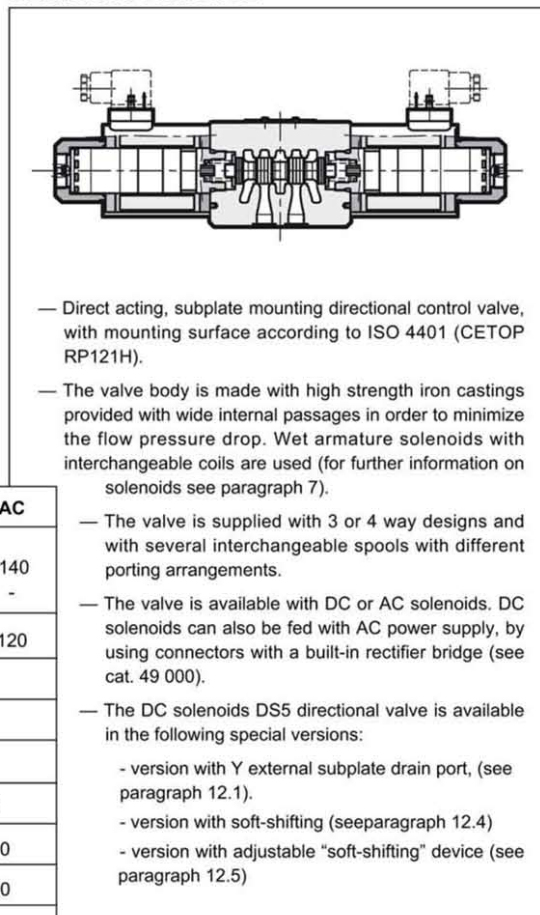 — Direct acting, subplate mounting directional control valve,
with mounting surface according to ISO 4401 (CETOP
RP121H).
— The valve body is made with high strength iron castings
provided with wide internal passages in order to minimize
the flow pressure drop. Wet armature solenoids with
interchangeable coils are used (for further information on
solenoids see paragraph 7).
— The valve is supplied with 3 or 4 way designs and
with several interchangeable spools with different
porting arrangements.
— The valve is available with DC or AC solenoids. DC
solenoids can also be fed with AC power supply, by
using connectors with a built-in rectifier bridge (see
cat. 49 000).
— The DC solenoids DS5 directional valve is available
in the following special versions:
- version with Y external subplate drain port, (see
paragraph 12.1).
- version with soft-shifting (seeparagraph 12.4)
- version with adjustable “soft-shifting” device (see
paragraph 12.5)
AC
140
-
120
0
0